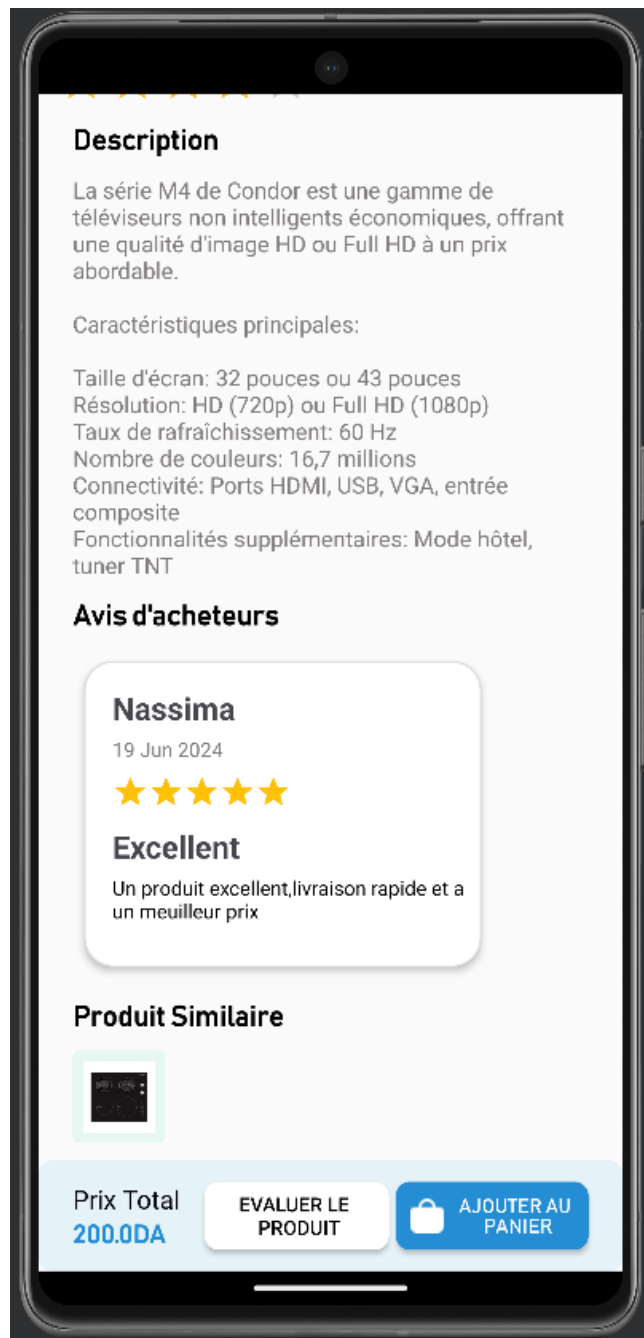 Description
La série M4 de Condor est une gamme de
téléviseurs non intelligents économiques, offrant
une qualité d'image HD ou Full HD à un prix
abordable.
Caractéristiques principales:
Taille d'écran: 32 pouces ou 43 pouces
Résolution: HD (720p) ou Full HD (1080p)
Taux de rafraîchissement: 60 Hz
Nombre de couleurs: 16,7 millions
Connectivité: Ports HDMI, USB, VGA, entrée
composite
Fonctionnalités supplémentaires: Mode hôtel,
tuner TNT
Avis d'acheteurs
Nassima
19 Jun 2024
Excellent
Un produit excellent,livraison rapide et a
un meuilleur prix
Produit Similaire
Prix Total
200.0DA
EVALUER LE
PRODUIT
AJOUTER AU
PANIER